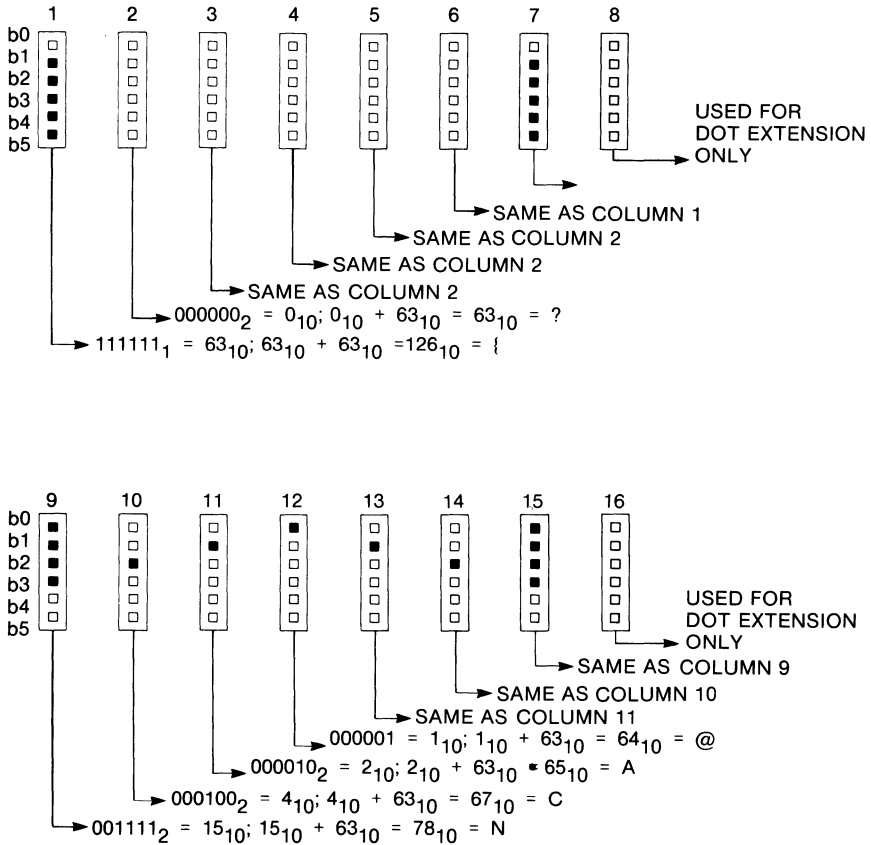 1 2 3 4 5 6 7 8
b0
b1
b2
b3
b4
b5
USED FOR
DOT EXTENSION
ONLY
SAME AS COLUMN 1
SAME AS COLUMN 2
SAME AS COLUMN 2
SAME AS COLUMN 2
000000₂ = 0₁₀; 0₁₀ + 63₁₀ = 63₁₀ = ?
111111₁ = 63₁₀; 63₁₀ + 63₁₀ =126₁₀ = {
9 10 11 12 13 14 15 16
b0
b1
b2
b3
b4
b5
USED FOR
DOT EXTENSION
ONLY
SAME AS COLUMN 9
SAME AS COLUMN 10
SAME AS COLUMN 11
000001 = 1₁₀; 1₁₀ + 63₁₀ = 64₁₀ = @
000010₂ = 2₁₀; 2₁₀ + 63₁₀ = 65₁₀ = A
000100₂ = 4₁₀; 4₁₀ + 63₁₀ = 67₁₀ = C
001111₂ = 15₁₀; 15₁₀ + 63₁₀ = 78₁₀ = N